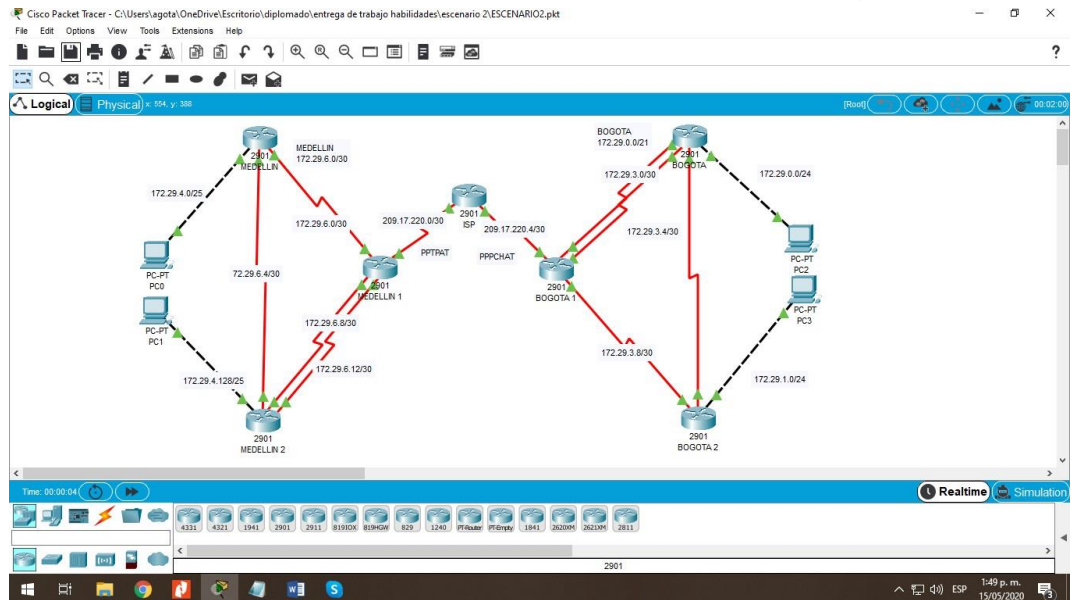 Cisco Packet Tracer - C:\Users\agota\OneDrive\Escritorio\diplomado\entrega de trabajo habilidades\escenario 2\ESCENARIO2.pkt
File Edit Options View Tools Extensions Help
?
Logical Physical x: 554, y: 388 [Root] 00:02:00
MEDELLIN
172.29.6.0/30
2901
MEDELLIN
BOGOTA
172.29.0.0/21
2901
BOGOTA
172.29.3.0/30
172.29.0.0/24
172.29.4.0/25
172.29.6.0/30
209.17.220.0/30
2901
ISP
209.17.220.4/30
172.29.3.4/30
PPTPAT
PPPCHAT
PC-PT
PC0
72.29.6.4/30
2901
MEDELLIN 1
2901
BOGOTA 1
PC-PT
PC2
PC-PT
PC1
PC-PT
PC3
172.29.6.8/30
172.29.6.12/30
172.29.3.8/30
172.29.4.128/25
172.29.1.0/24
2901
MEDELLIN 2
2901
BOGOTA 2
Time: 00:00:04 Realtime Simulation
4331 4321 1941 2901 2911 819IOX 819HGW 829 1240 PT-Router PT-Empty 1841 2620XM 2621XM 2811
2901
ESP
1:49 p. m.
15/05/2020
3